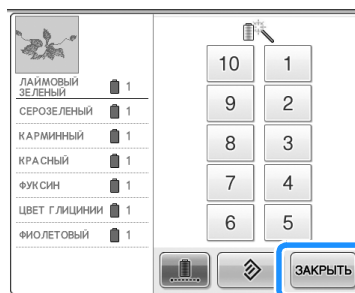 ЛАЙМОВЫЙ
ЗЕЛЕНЫЙ 1
СЕРОЗЕЛЕНЫЙ 1
КАРМИННЫЙ 1
КРАСНЫЙ 1
ФУКСИН 1
ЦВЕТ ГЛИЦИНИИ 1
ФИОЛЕТОВЫЙ 1
10 1
9 2
8 3
7 4
6 5
ЗАКРЫТЬ